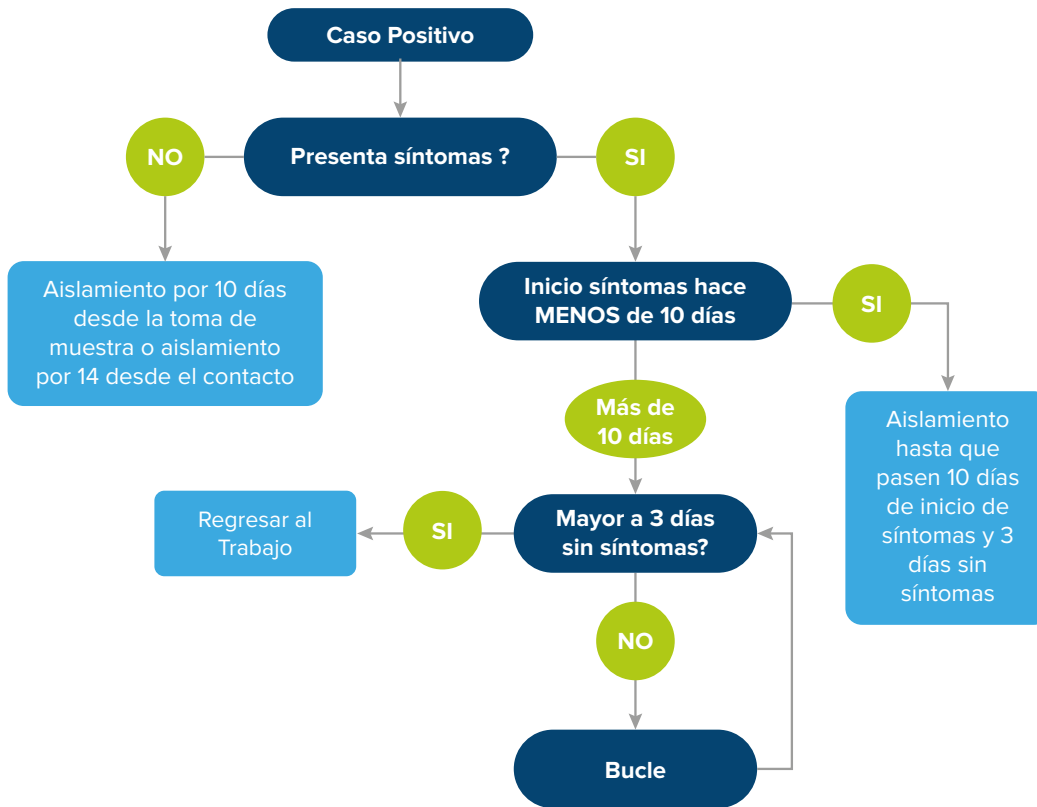 Caso Positivo
NO
Presenta síntomas ?
SI
Aislamiento por 10 días
desde la toma de
muestra o aislamiento
por 14 desde el contacto
Inicio síntomas hace
MENOS de 10 días
SI
Más de
10 días
Aislamiento
hasta que
pasen 10 días
de inicio de
síntomas y 3
días sin
síntomas
Regresar al
Trabajo
SI
Mayor a 3 días
sin síntomas?
NO
Bucle